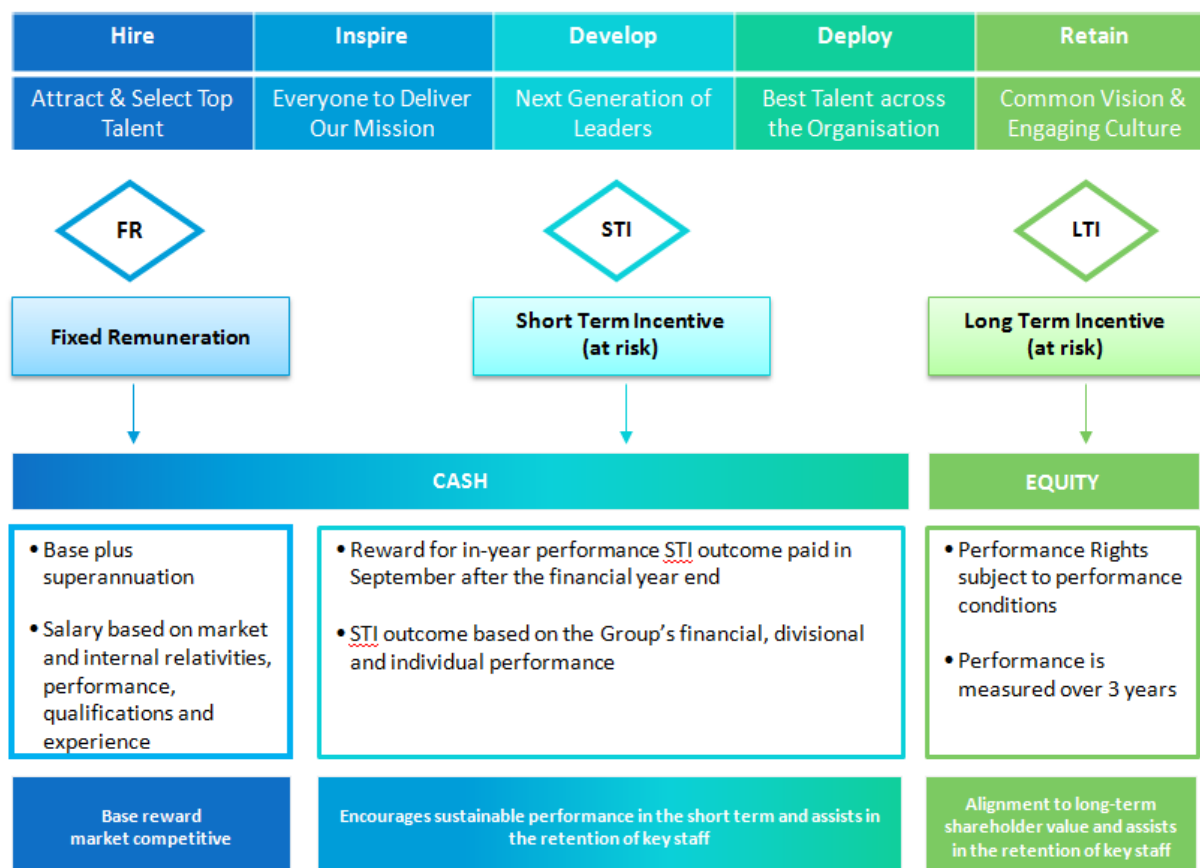 Hire
Inspire
Develop
Deploy
Retain
Attract & Select Top
Talent
Everyone to Deliver
Our Mission
Next Generation of
Leaders
Best Talent across
the Organisation
Common Vision &
Engaging Culture
FR
STI
LTI
Fixed Remuneration
Short Term Incentive
(at risk)
Long Term Incentive
(at risk)
CASH
EQUITY
• Base plus
superannuation
• Salary based on market
and internal relativities,
performance,
qualifications and
experience
• Reward for in-year performance STI outcome paid in
September after the financial year end
• STI outcome based on the Group's financial, divisional
and individual performance
• Performance Rights
subject to performance
conditions
• Performance is
measured over 3 years
Base reward
market competitive
Encourages sustainable performance in the short term and assists in
the retention of key staff
Alignment to long-term
shareholder value and assists
in the retention of key staff